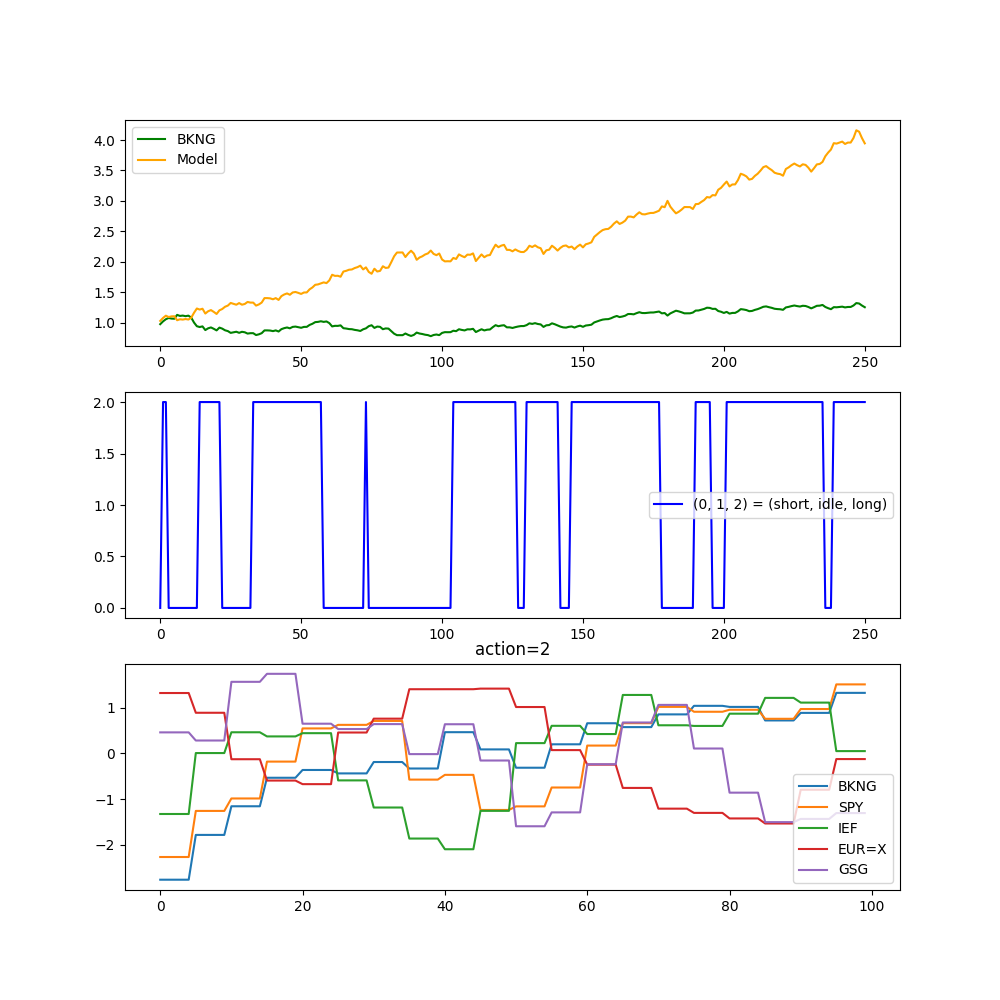 BKNG
Model
4.0
3.5
3.0
2.5
2.0
1.5
1.0
0 50 100 150 200 250
2.0
1.5
1.0
0.5
0.0
(0, 1, 2) = (short, idle, long)
0 50 100 150 200 250
action=2
1
0
−1
−2
BKNG
SPY
IEF
EUR=X
GSG
0 20 40 60 80 100